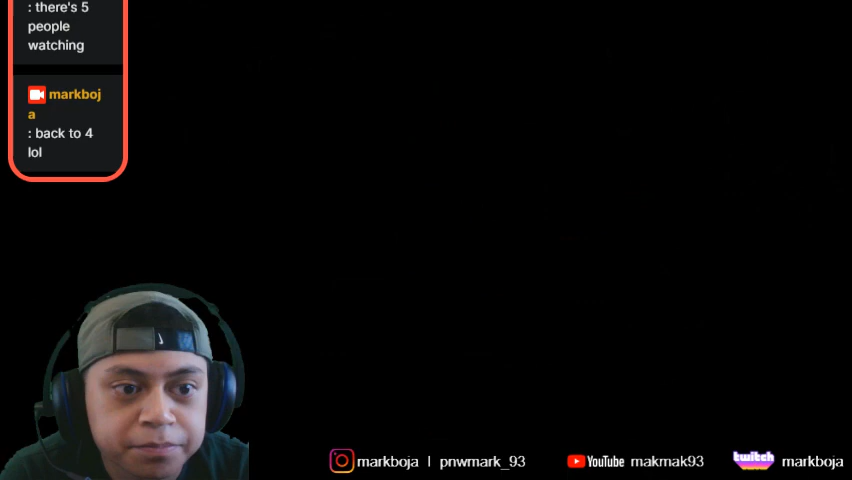 : there's 5
people
watching
markboj
a
: back to 4
lol
markboja | pnwmark_93
YouTube makmak93
twitch markboja